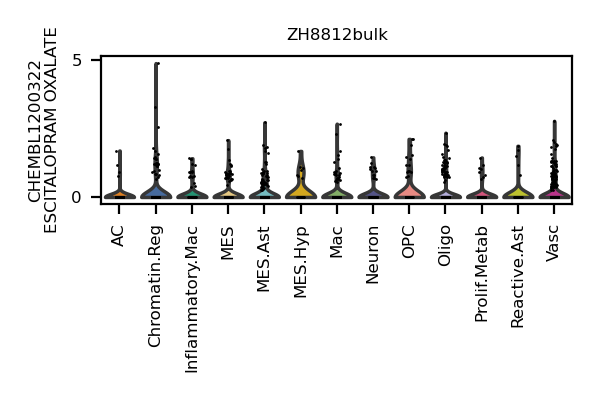 ZH8812bulk
CHEMBL1200322
ESCITALOPRAM OXALATE
5
0
AC
Chromatin.Reg
Inflammatory.Mac
MES
MES.Ast
MES.Hyp
Mac
Neuron
OPC
Oligo
Prolif.Metab
Reactive.Ast
Vasc